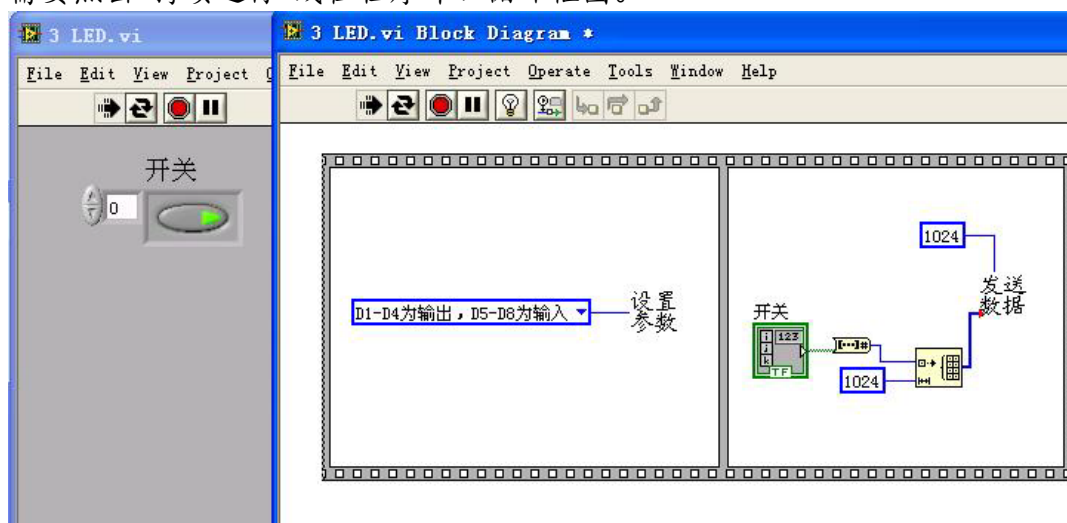 3 LED.vi
File Edit View Project
开关
0
3 LED.vi Block Diagram *
File Edit View Project Operate Tools Window Help
D1-D4为输出，D5-D8为输入
设置
参数
1024
发送
数据
开关
i 123
j
k
TF
[...]#
1024